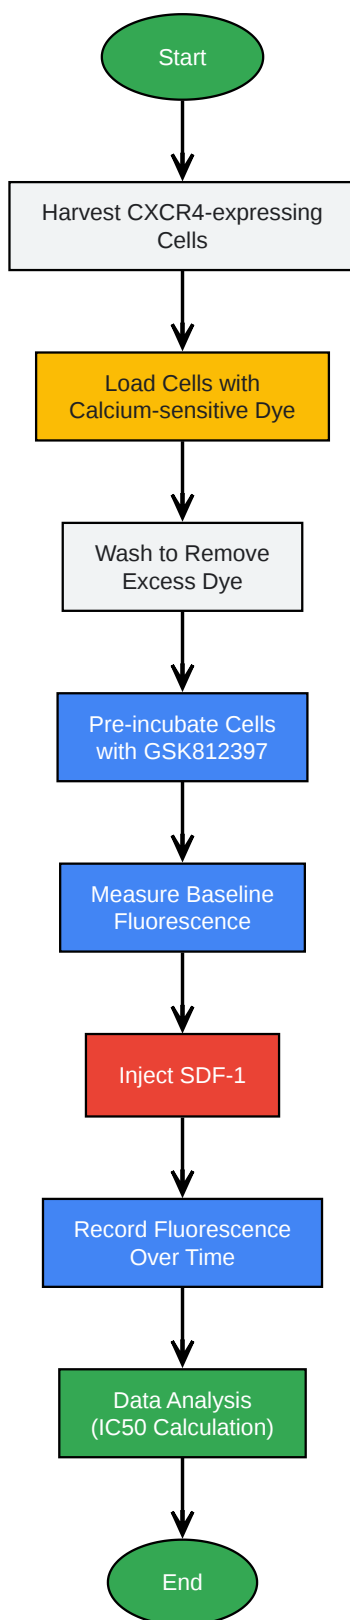 Start
Harvest CXCR4-expressing
Cells
Load Cells with
Calcium-sensitive Dye
Wash to Remove
Excess Dye
Pre-incubate Cells
with GSK812397
Measure Baseline
Fluorescence
Inject SDF-1
Record Fluorescence
Over Time
Data Analysis
(IC50 Calculation)
End